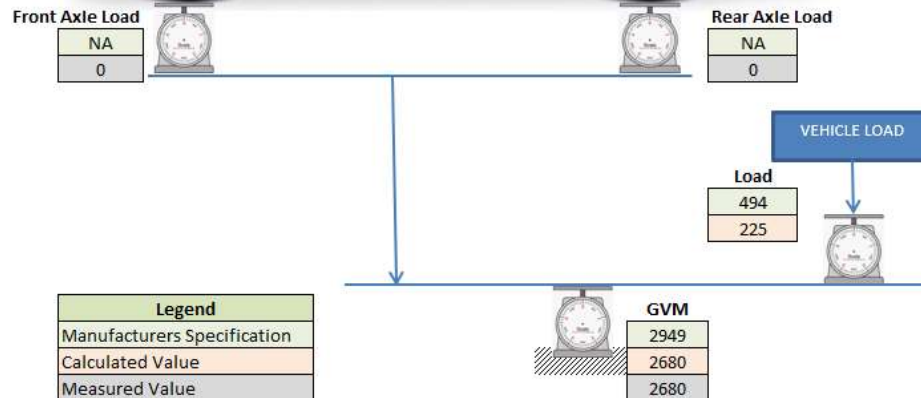 Front Axle Load
NA
0
Rear Axle Load
NA
0
VEHICLE LOAD
Load
494
225
Legend
Manufacturers Specification
Calculated Value
Measured Value
GVM
2949
2680
2680